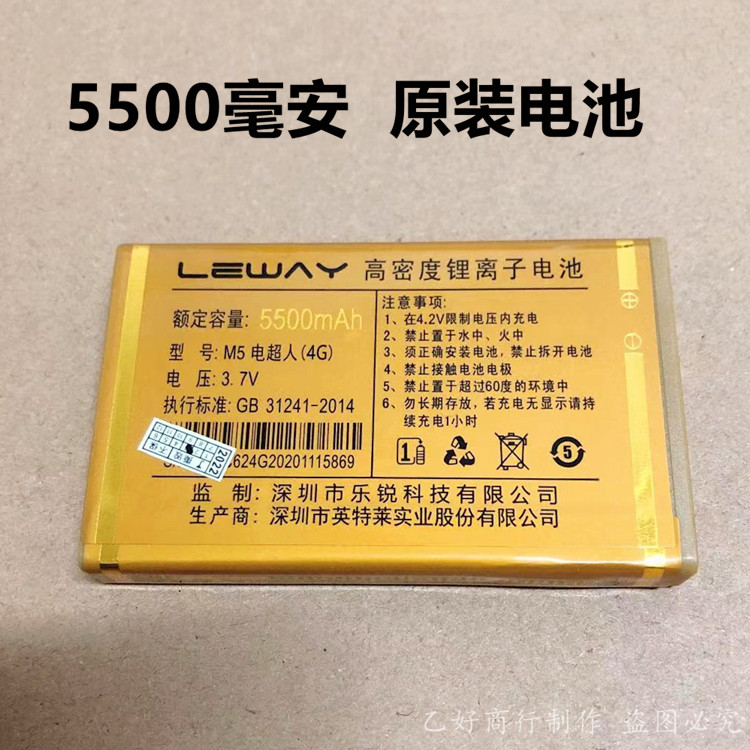 5500毫安 原装电池
LEWAY 高密度锂离子电池
额定容量: 5500mAh
型 号: M5 电超人(4G)
电 压: 3.7V
执行标准: GB 31241-2014
624G20201115869
2022
注意事项:
1、在4.2V限制电压内充电
2、禁止置于水中、火中
3、须正确安装电池，禁止拆开电池
4、禁止接触电池电极
5、禁止置于超过60度的环境中
6、勿长期存放，若充电无显示请持
续充电1小时
1 5
监 制: 深圳市乐锐科技有限公司
生产商: 深圳市英特莱实业股份有限公司
乙好商行制作 盗图必究